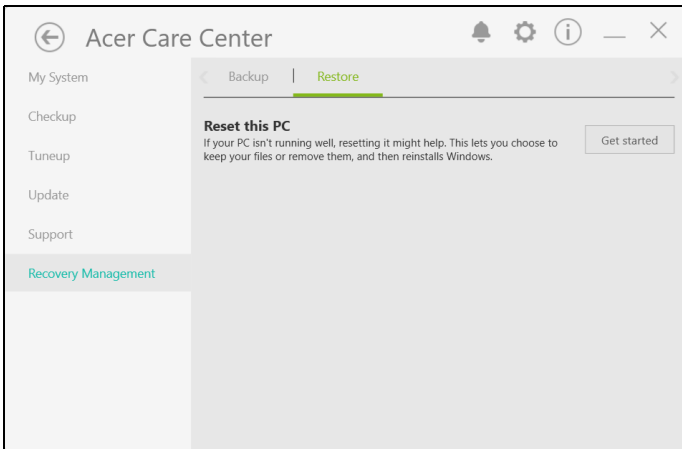 Acer Care Center
My System
Checkup
Tuneup
Update
Support
Recovery Management
Backup
Restore
Reset this PC
If your PC isn't running well, resetting it might help. This lets you choose to
keep your files or remove them, and then reinstalls Windows.
Get started